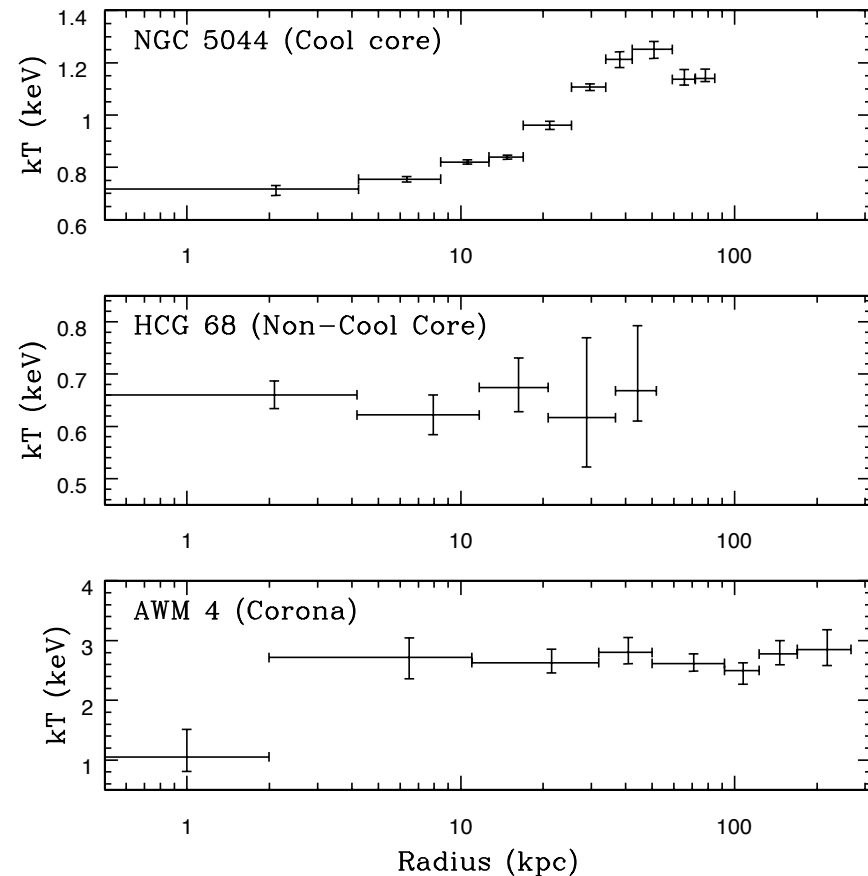 1.4
NGC 5044 (Cool core)
1.2
kT (keV)
1
0.8
0.6
1 10 100
0.8
HCG 68 (Non-Cool Core)
0.7
kT (keV)
0.6
0.5
1 10 100
4
AWM 4 (Corona)
3
kT (keV)
2
1
1 10 100
Radius (kpc)